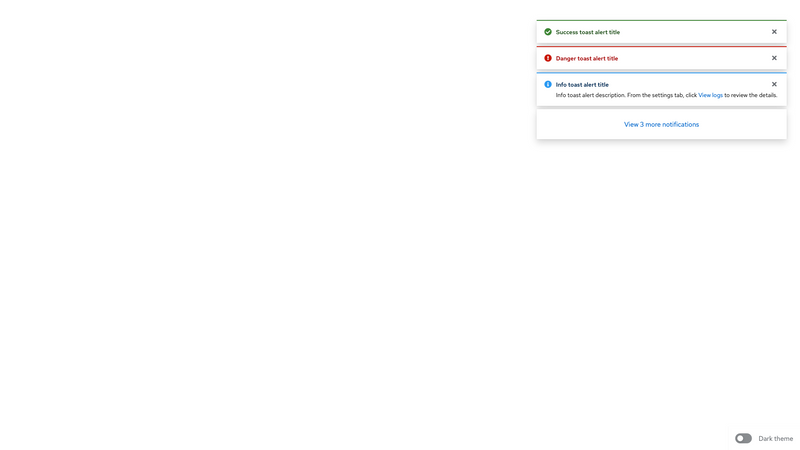 Success toast alert title
Danger toast alert title
Info toast alert title
Info toast alert description. From the settings tab, click View logs to review the details.
View 3 more notifications
Dark theme